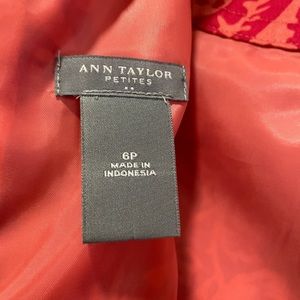 ANN TAYLOR
PETITES
6P
MADE IN
INDONESIA